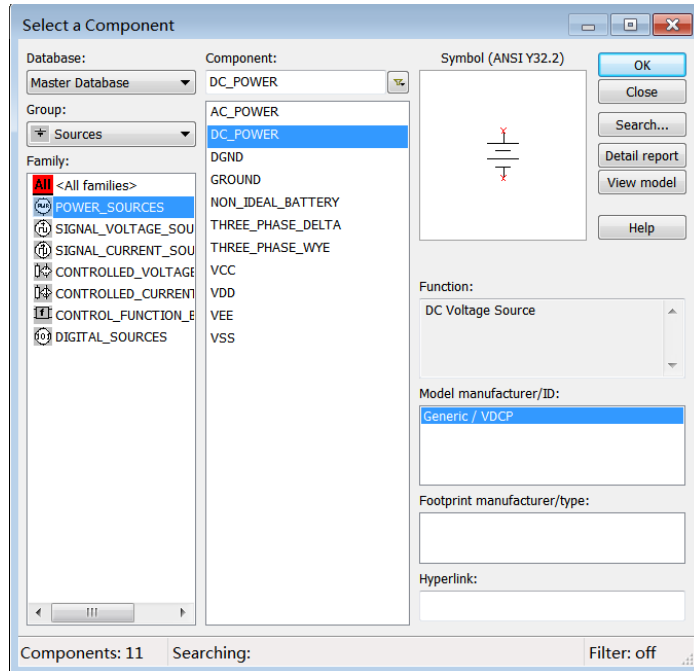 Select a Component
Database:
Master Database
Group:
Sources
Family:
All <All families>
POWER_SOURCES
SIGNAL_VOLTAGE_SOU
SIGNAL_CURRENT_SOU
CONTROLLED_VOLTAGE
CONTROLLED_CURRENT
CONTROL_FUNCTION_E
DIGITAL_SOURCES
Component:
DC_POWER
AC_POWER
DC_POWER
DGND
GROUND
NON_IDEAL_BATTERY
THREE_PHASE_DELTA
THREE_PHASE_WYE
VCC
VDD
VEE
VSS
Symbol (ANSI Y32.2)
Function:
DC Voltage Source
Model manufacturer/ID:
Generic / VDCP
Footprint manufacturer/type:
Hyperlink:
OK
Close
Search...
Detail report
View model
Help
Components: 11
Searching:
Filter: off